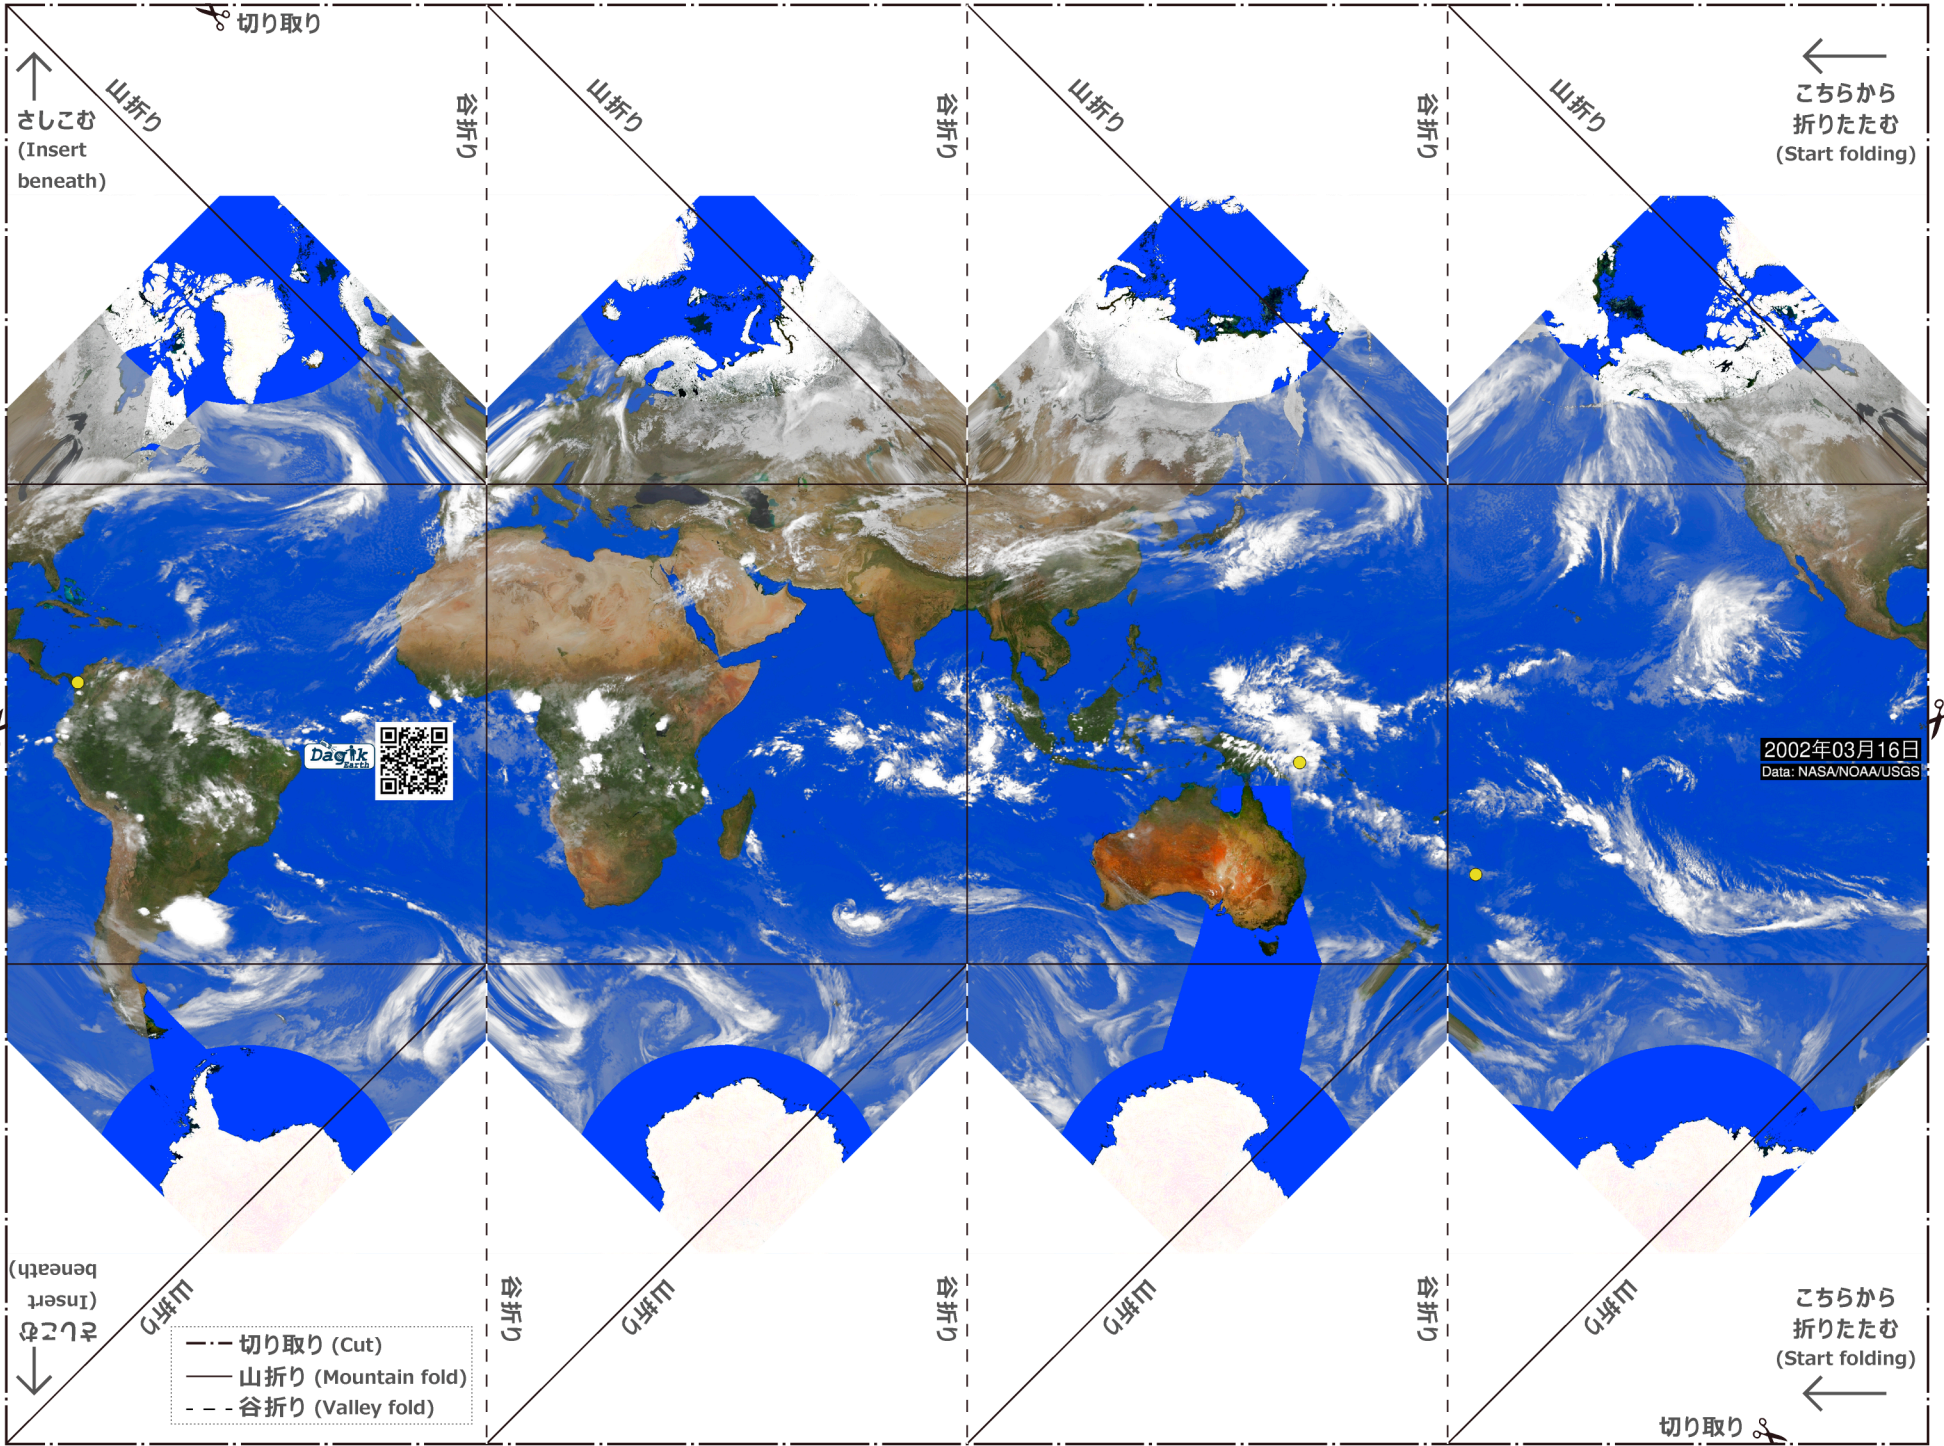 切り取り
山折り
谷折り
山折り
谷折り
山折り
谷折り
山折り
さしこむ
(Insert
beneath)
こちらから
折りたたむ
(Start folding)
Dagik
Earth
2002年03月16日
Data: NASA/NOAA/USGS
さしこむ
(Insert
beneath)
山折り
谷折り
山折り
谷折り
山折り
谷折り
山折り
こちらから
折りたたむ
(Start folding)
切り取り (Cut)
山折り (Mountain fold)
谷折り (Valley fold)
切り取り